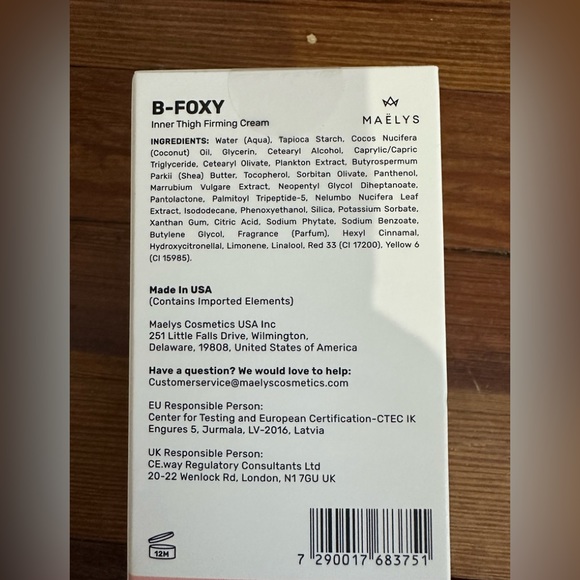 B-FOXY
Inner Thigh Firming Cream
MAËLYS
INGREDIENTS: Water (Aqua), Tapioca Starch, Cocos Nucifera
(Coconut) Oil, Glycerin, Cetearyl Alcohol, Caprylic/Capric
Triglyceride, Cetearyl Olivate, Plankton Extract, Butyrospermum
Parkii (Shea) Butter, Tocopherol, Sorbitan Olivate, Panthenol,
Marrubium Vulgare Extract, Neopentyl Glycol Diheptanoate,
Pantolactone, Palmitoyl Tripeptide-5, Nelumbo Nucifera Leaf
Extract, Isododecane, Phenoxyethanol, Silica, Potassium Sorbate,
Xanthan Gum, Citric Acid, Sodium Phytate, Sodium Benzoate,
Butylene Glycol, Fragrance (Parfum), Hexyl Cinnamal,
Hydroxycitronellal, Limonene, Linalool, Red 33 (CI 17200), Yellow 6
(CI 15985).
Made In USA
(Contains Imported Elements)
Maelys Cosmetics USA Inc
251 Little Falls Drive, Wilmington,
Delaware, 19808, United States of America
Have a question? We would love to help:
Customerservice@maelyscosmetics.com
EU Responsible Person:
Center for Testing and European Certification-CTEC IK
Engures 5, Jurmala, LV-2016, Latvia
UK Responsible Person:
CE.way Regulatory Consultants Ltd
20-22 Wenlock Rd, London, N1 7GU UK
12M
7 290017 683751